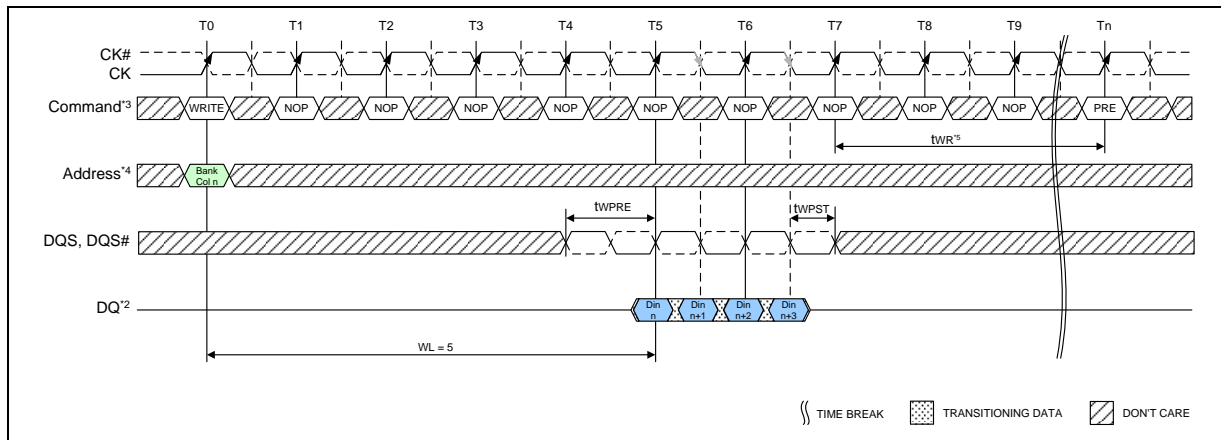 T0 T1 T2 T3 T4 T5 T6 T7 T8 T9 Tn
CK#
CK
Command*3 WRITE NOP NOP NOP NOP NOP NOP NOP NOP NOP PRE
tWR*5
Address*4 Bank Col n
tWPRE tWPST
DQS, DQS#
DQ*2 Din n Din n+1 Din n+2 Din n+3
WL = 5
TIME BREAK TRANSITIONING DATA DON'T CARE